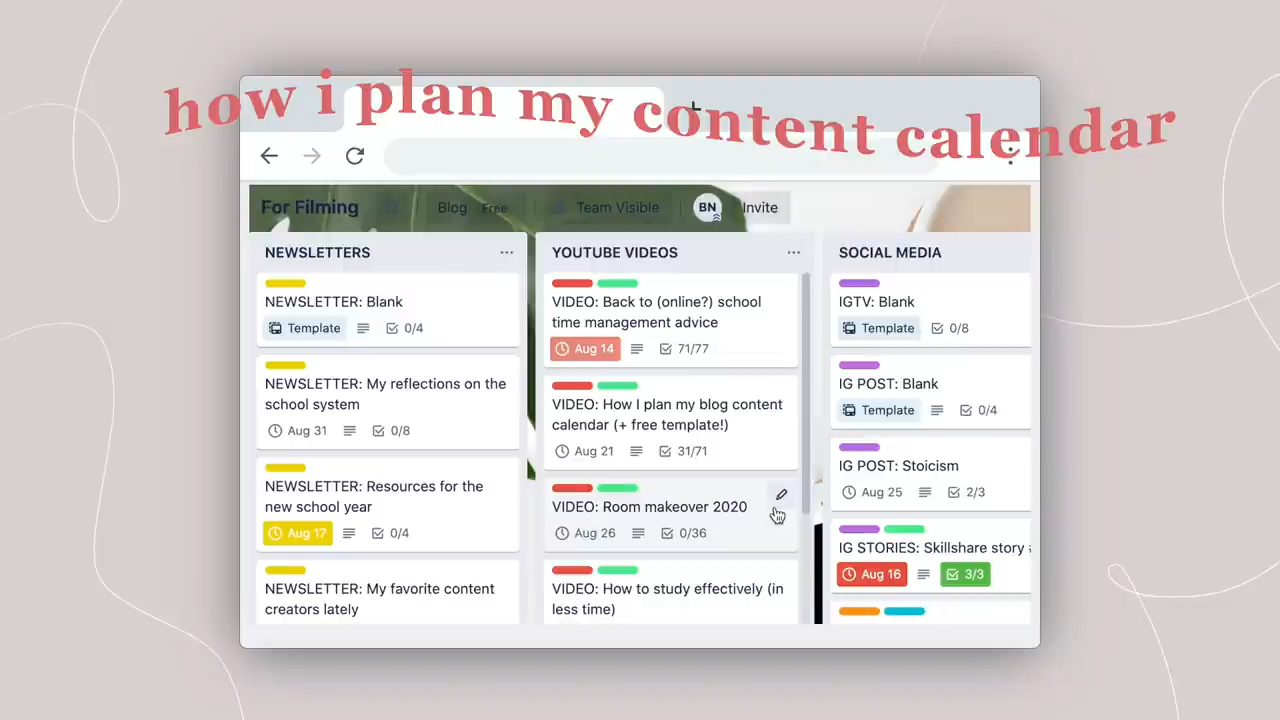 how i plan my content calendar
For Filming
Blog
Free
Team Visible
BN
Invite
NEWSLETTERS
NEWSLETTER: Blank
Template
0/4
NEWSLETTER: My reflections on the
school system
Aug 31
0/8
NEWSLETTER: Resources for the
new school year
Aug 17
0/4
NEWSLETTER: My favorite content
creators lately
YOUTUBE VIDEOS
VIDEO: Back to (online?) school
time management advice
Aug 14
71/77
VIDEO: How I plan my blog content
calendar (+ free template!)
Aug 21
31/71
VIDEO: Room makeover 2020
Aug 26
0/36
VIDEO: How to study effectively (in
less time)
SOCIAL MEDIA
IGTV: Blank
Template
0/8
IG POST: Blank
Template
0/4
IG POST: Stoicism
Aug 25
2/3
IG STORIES: Skillshare story
Aug 16
3/3